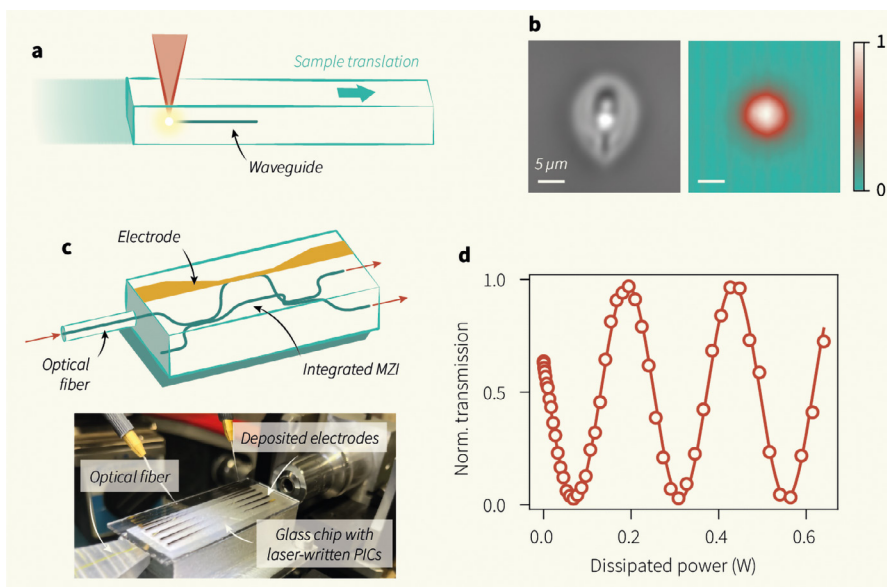 a
Sample translation
Waveguide
b
5 µm
1
0
c
Electrode
Optical
fiber
Integrated MZI
Deposited electrodes
Optical fiber
Glass chip with
laser-written PICs
d
Norm. transmission
1.0
0.5
0.0
0.0
0.2
0.4
0.6
Dissipated power (W)